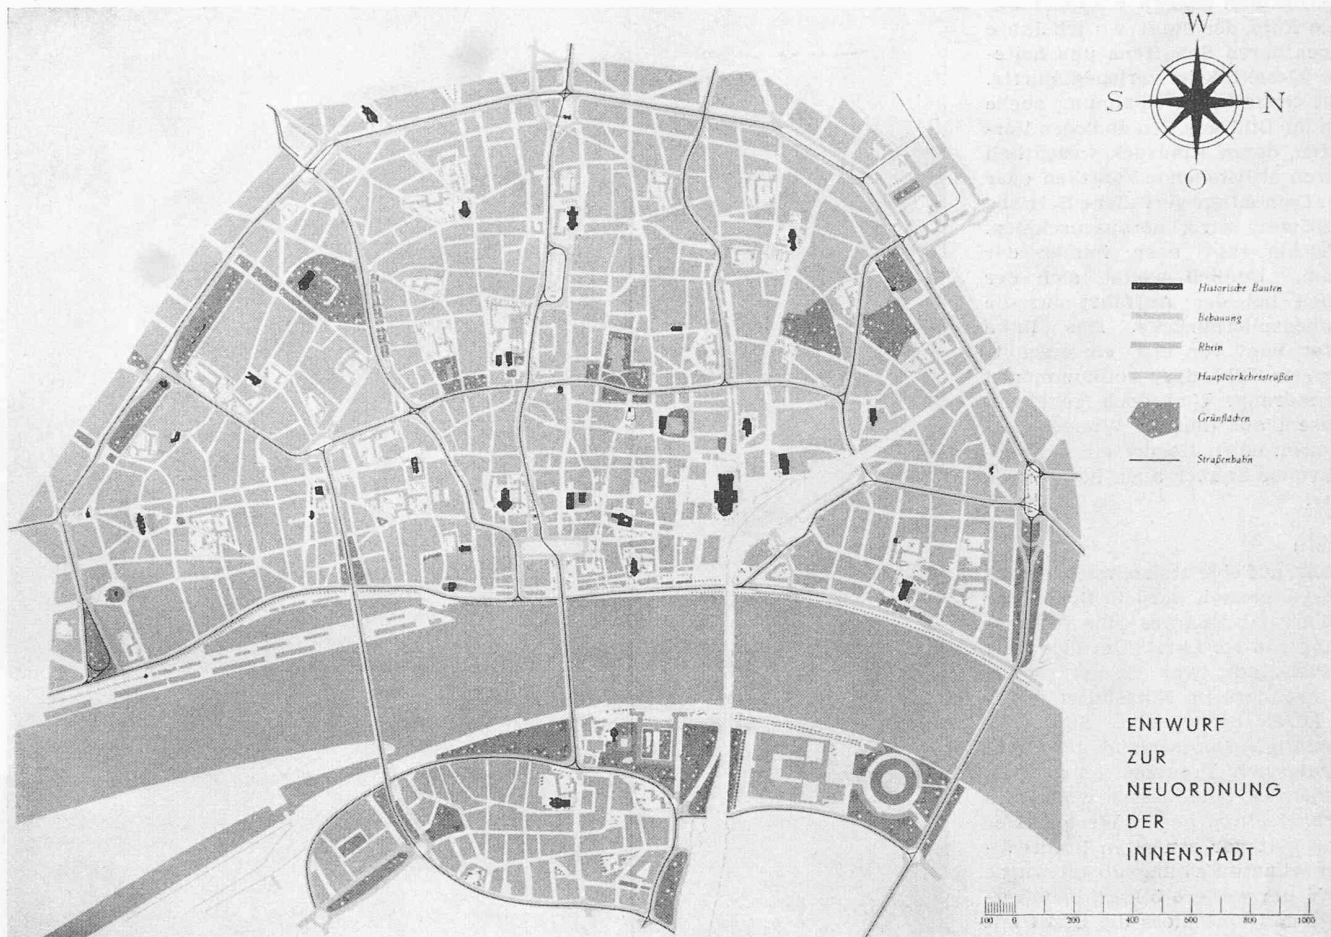 W
S N
O
Historische Bauten
Bebauung
Rhein
Hauptverkehrsstraßen
Grünflächen
Straßenbahn
ENTWURF
ZUR
NEUORDNUNG
DER
INNENSTADT
100 0 200 400 600 800 1000